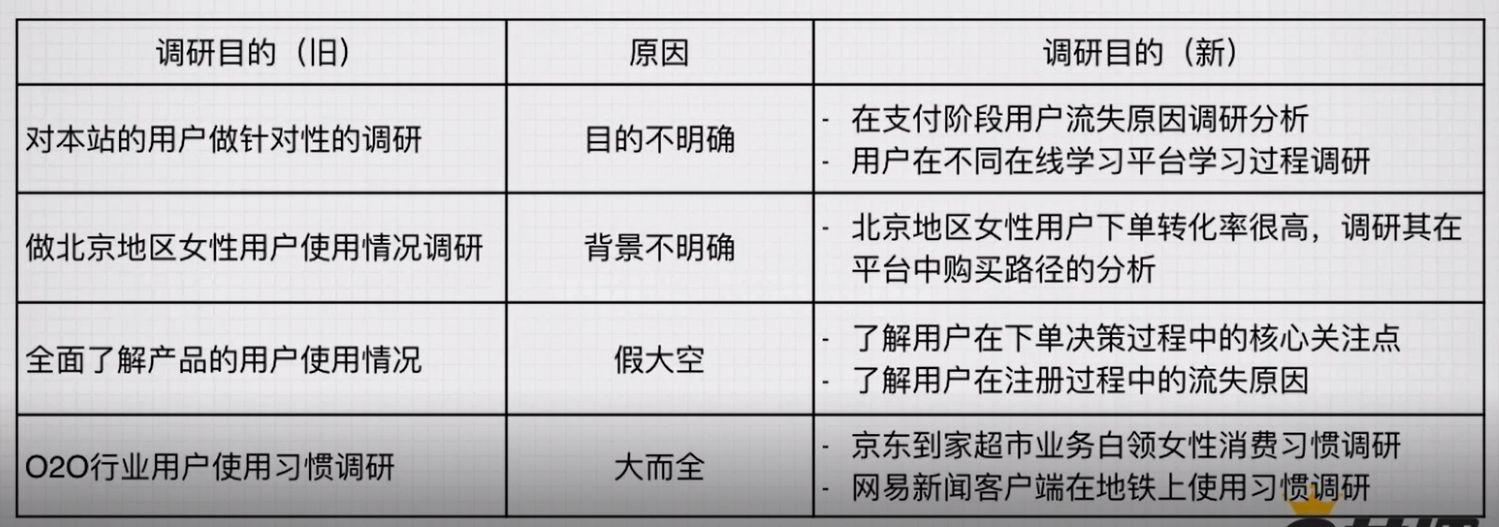 调研目的（旧） 原因 调研目的（新）
对本站的用户做针对性的调研 目的不明确 - 在支付阶段用户流失原因调研分析
- 用户在不同在线学习平台学习过程调研
做北京地区女性用户使用情况调研 背景不明确 - 北京地区女性用户下单转化率很高，调研其在
平台中购买路径的分析
全面了解产品的用户使用情况 假大空 - 了解用户在下单决策过程中的核心关注点
- 了解用户在注册过程中的流失原因
O2O行业用户使用习惯调研 大而全 - 京东到家超市业务白领女性消费习惯调研
- 网易新闻客户端在地铁上使用习惯调研